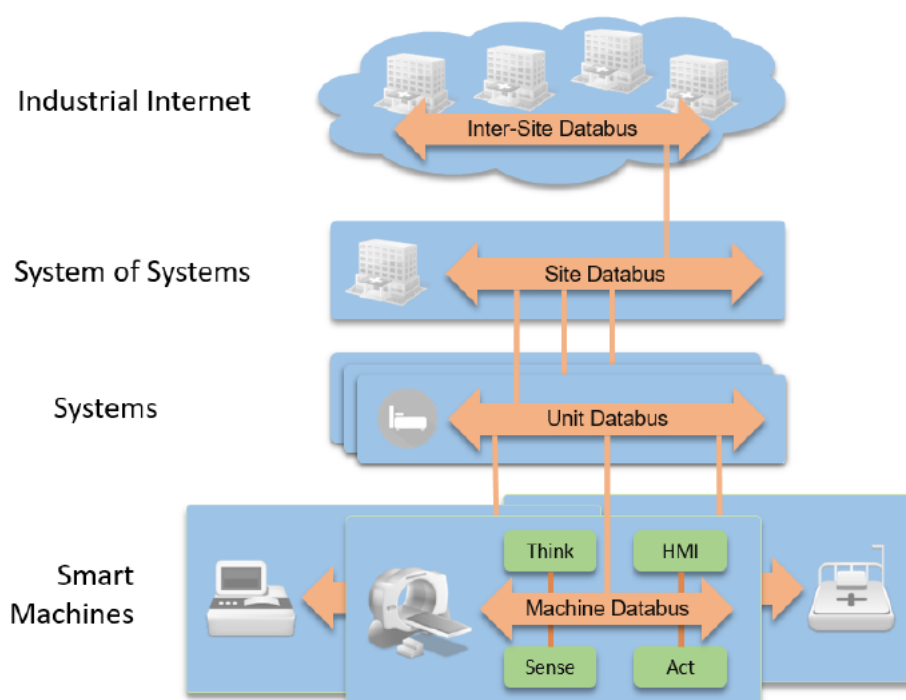 Industrial Internet
Inter-Site Databus
System of Systems
Site Databus
Systems
Unit Databus
Smart
Machines
Think
HMI
Machine Databus
Sense
Act